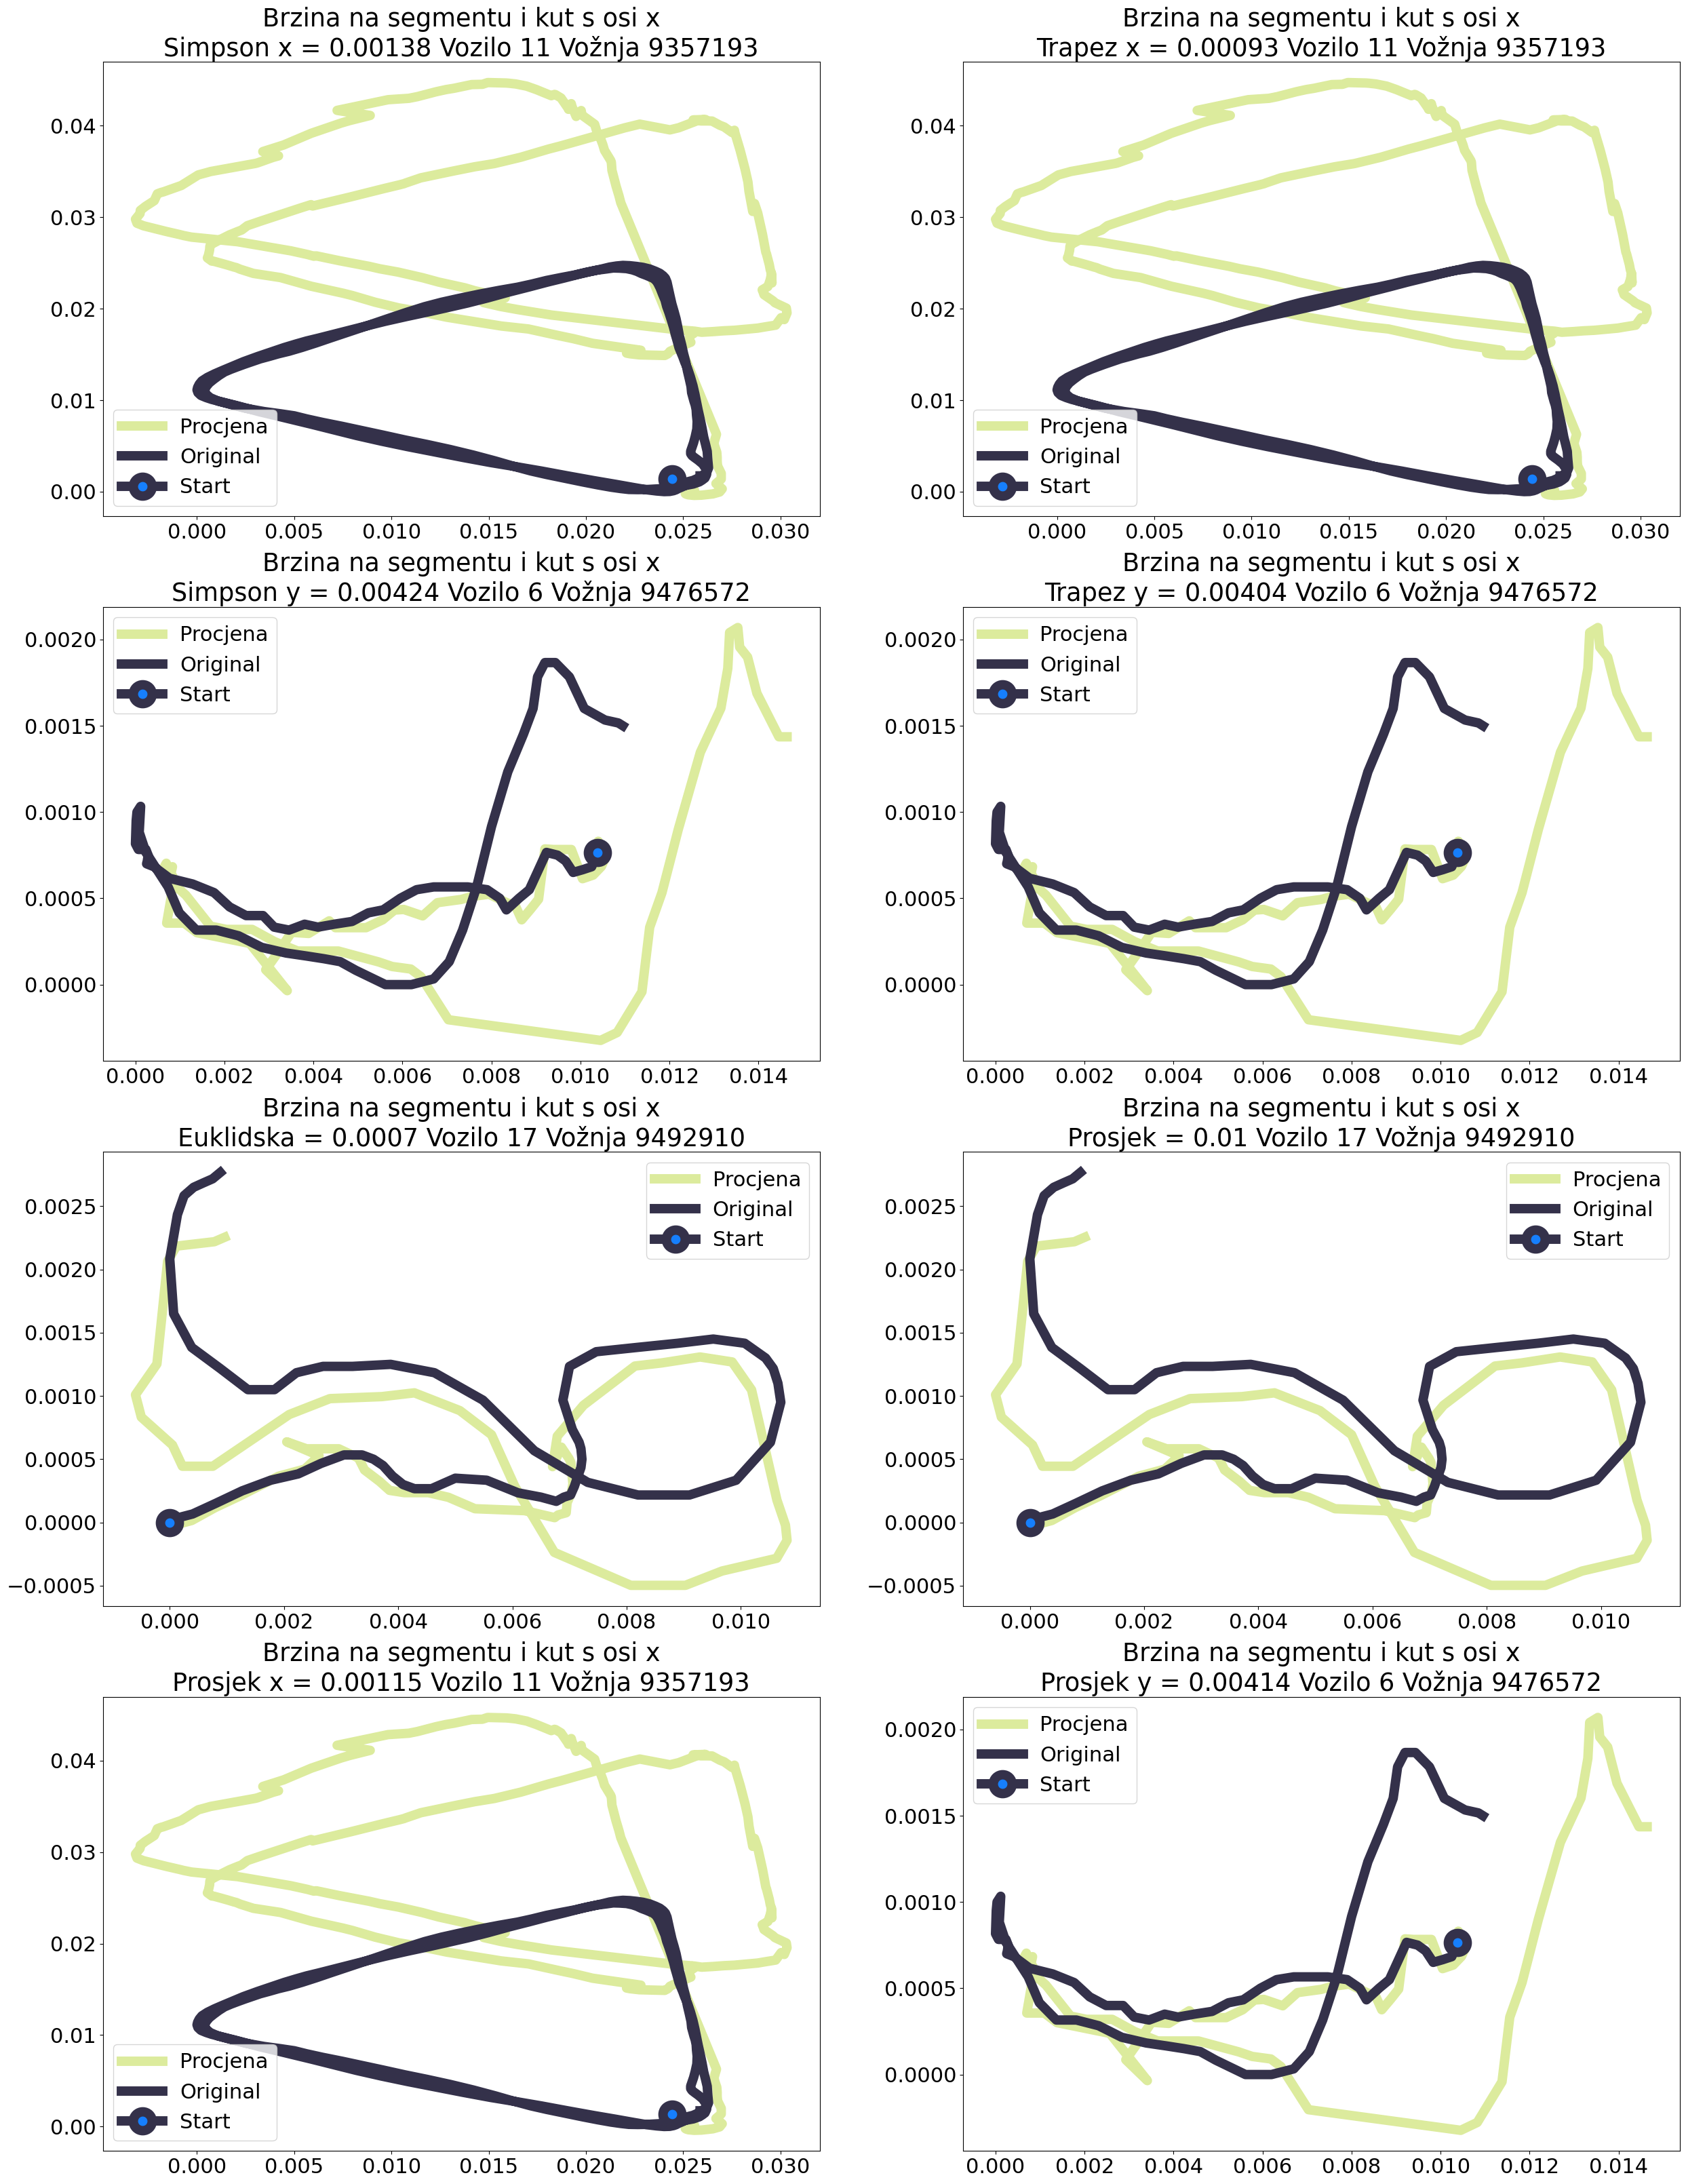 Brzina na segmentu i kut s osi x
Simpson x = 0.00138 Vozilo 11 Vožnja 9357193
0.04
0.03
0.02
0.01
0.00
Procjena
Original
Start
0.000 0.005 0.010 0.015 0.020 0.025 0.030
Brzina na segmentu i kut s osi x
Trapez x = 0.00093 Vozilo 11 Vožnja 9357193
0.04
0.03
0.02
0.01
0.00
Procjena
Original
Start
0.000 0.005 0.010 0.015 0.020 0.025 0.030
Brzina na segmentu i kut s osi x
Simpson y = 0.00424 Vozilo 6 Vožnja 9476572
0.0020
0.0015
0.0010
0.0005
0.0000
Procjena
Original
Start
0.000 0.002 0.004 0.006 0.008 0.010 0.012 0.014
Brzina na segmentu i kut s osi x
Trapez y = 0.00404 Vozilo 6 Vožnja 9476572
0.0020
0.0015
0.0010
0.0005
0.0000
Procjena
Original
Start
0.000 0.002 0.004 0.006 0.008 0.010 0.012 0.014
Brzina na segmentu i kut s osi x
Euklidska = 0.0007 Vozilo 17 Vožnja 9492910
0.0025
0.0020
0.0015
0.0010
0.0005
0.0000
−0.0005
Procjena
Original
Start
0.000 0.002 0.004 0.006 0.008 0.010
Brzina na segmentu i kut s osi x
Prosjek = 0.01 Vozilo 17 Vožnja 9492910
0.0025
0.0020
0.0015
0.0010
0.0005
0.0000
−0.0005
Procjena
Original
Start
0.000 0.002 0.004 0.006 0.008 0.010
Brzina na segmentu i kut s osi x
Prosjek x = 0.00115 Vozilo 11 Vožnja 9357193
0.04
0.03
0.02
0.01
0.00
Procjena
Original
Start
0.000 0.005 0.010 0.015 0.020 0.025 0.030
Brzina na segmentu i kut s osi x
Prosjek y = 0.00414 Vozilo 6 Vožnja 9476572
0.0020
0.0015
0.0010
0.0005
0.0000
Procjena
Original
Start
0.000 0.002 0.004 0.006 0.008 0.010 0.012 0.014